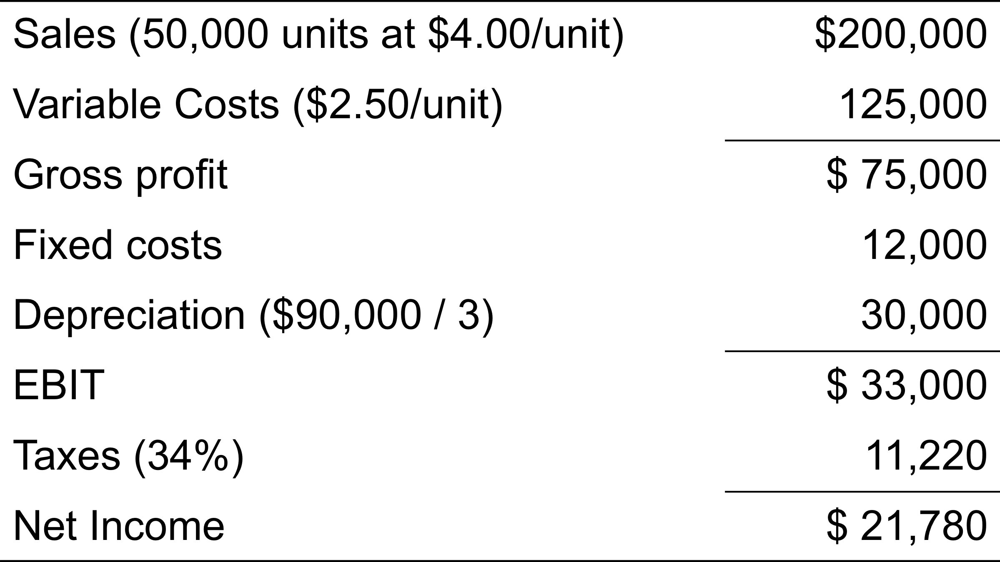 Sales (50,000 units at $4.00/unit) $200,000
Variable Costs ($2.50/unit) 125,000
Gross profit $ 75,000
Fixed costs 12,000
Depreciation ($90,000 / 3) 30,000
EBIT $ 33,000
Taxes (34%) 11,220
Net Income $ 21,780